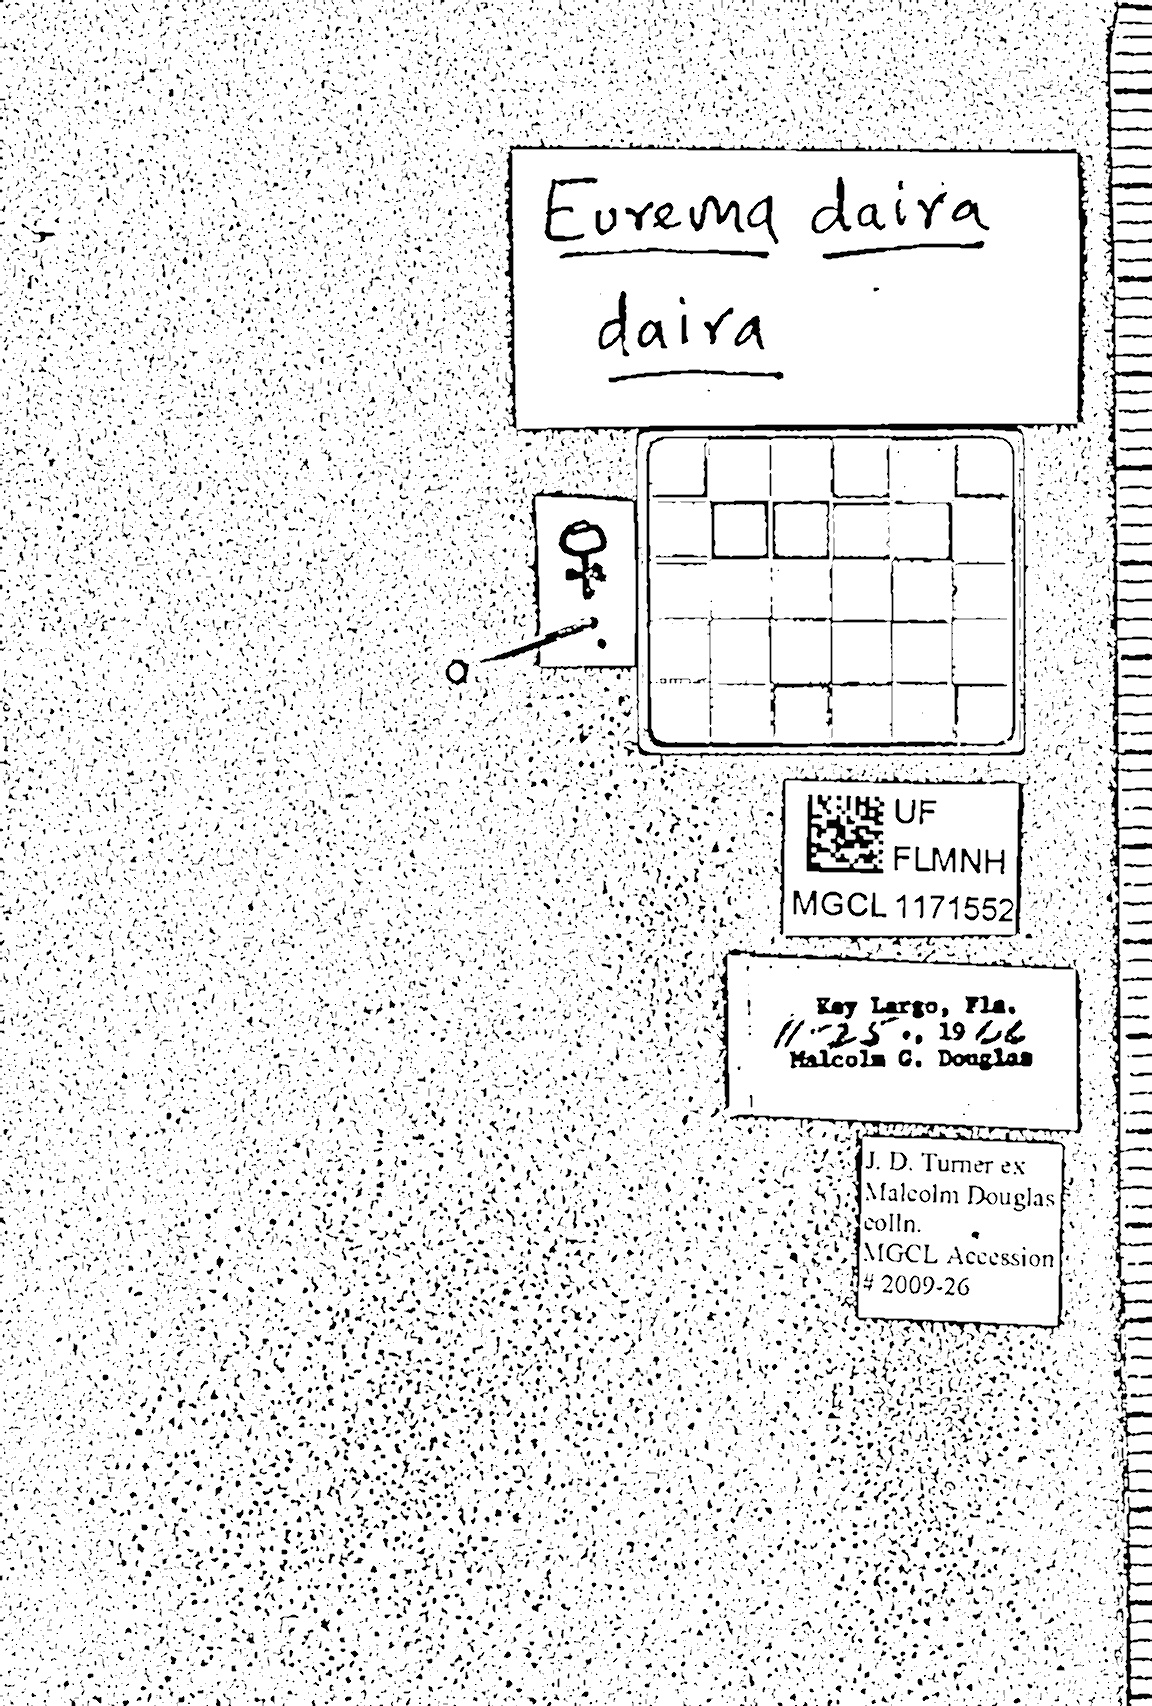 Eurema daira
daira
♀
UF
FLMNH
MGCL 1171552
Key Largo, Fla.
11-25., 1966
Malcolm G. Douglas
J. D. Turner ex
Malcolm Douglas
colln.
MGCL Accession
# 2009-26